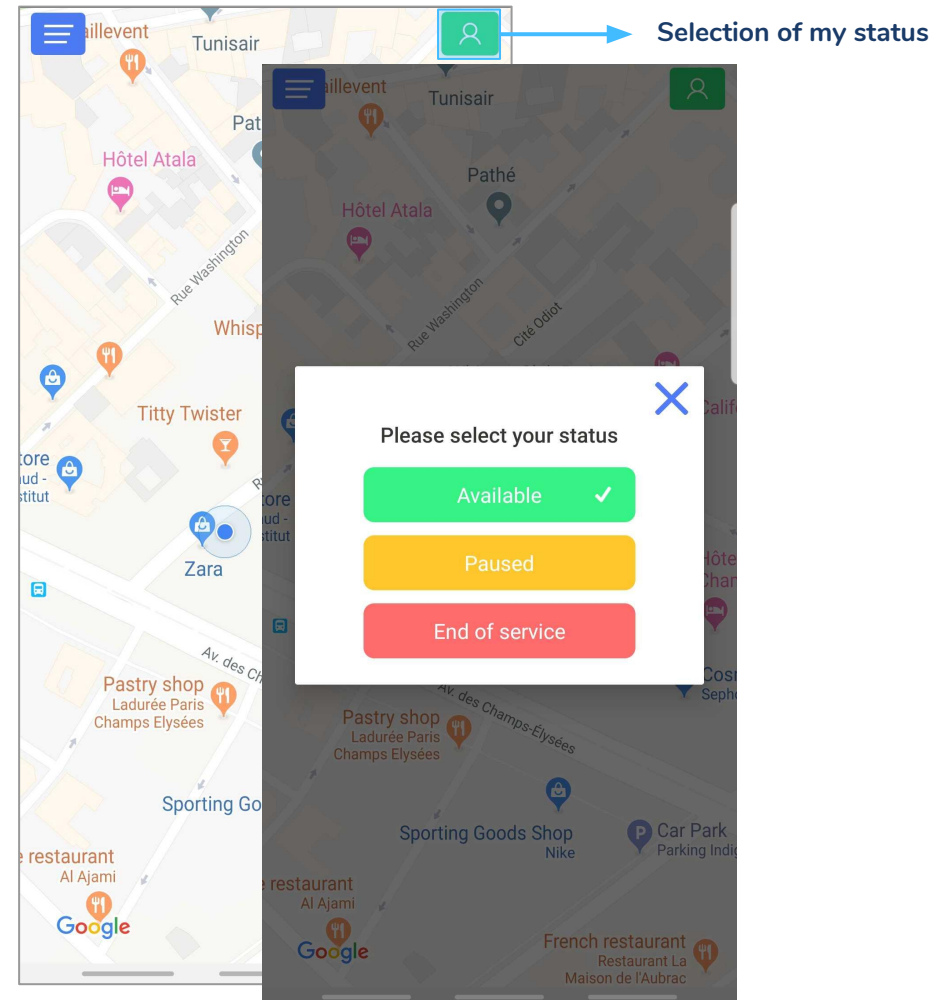 Selection of my status
aillevent
Tunisair
Pat
Hôtel Atala
Rue Washington
Whisp
Titty Twister
tore
aud -
stitut
Zara
Av. des Ch
Pastry shop
Ladurée Paris
Champs Elysées
Sporting Go
e restaurant
Al Ajami
Google
aillevent
Tunisair
Pathé
Hôtel Atala
Rue Washington
Cité Odiot
Calif
Please select your status
Available
Paused
End of service
tore
aud -
stitut
Hôte
Chan
Cosm
Sepho
Av. des Champs-Élysées
Pastry shop
Ladurée Paris
Champs Elysées
Sporting Goods Shop
Nike
P
Car Park
Parking Indig
e restaurant
Al Ajami
Google
French restaurant
Restaurant La
Maison de l'Aubrac